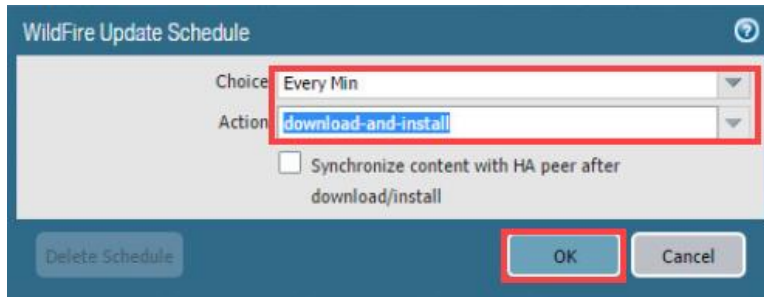 WildFire Update Schedule ?
Choice Every Min
Action download-and-install
Synchronize content with HA peer after
download/install
Delete Schedule OK Cancel